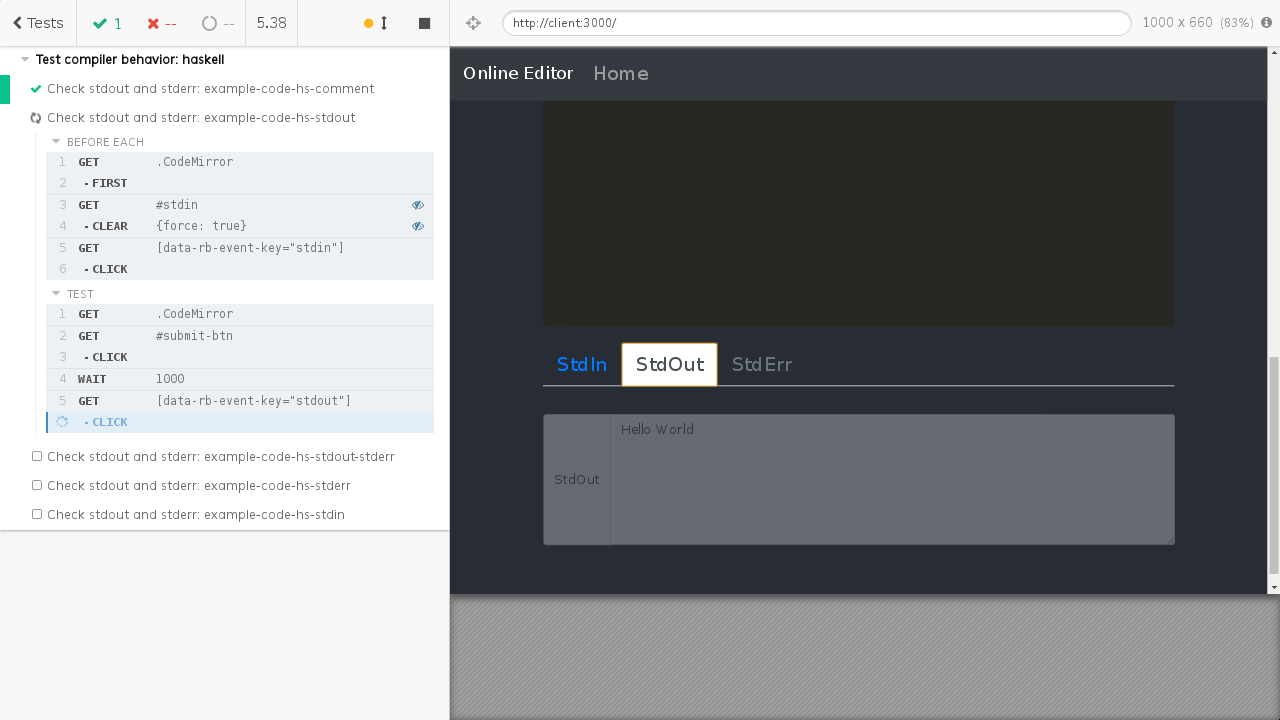 Tests 1 -- -- 5.38
http://client:3000/ 1000 x 660 (83%)
Test compiler behavior: haskell
Check stdout and stderr: example-code-hs-comment
Check stdout and stderr: example-code-hs-stdout
BEFORE EACH
1 GET .CodeMirror
2 - FIRST
3 GET #stdin
4 - CLEAR {force: true}
5 GET [data-rb-event-key="stdin"]
6 - CLICK
TEST
1 GET .CodeMirror
2 GET #submit-btn
3 - CLICK
4 WAIT 1000
5 GET [data-rb-event-key="stdout"]
- CLICK
Check stdout and stderr: example-code-hs-stdout-stderr
Check stdout and stderr: example-code-hs-stderr
Check stdout and stderr: example-code-hs-stdin
Online Editor Home
StdIn StdOut StdErr
StdOut
Hello World